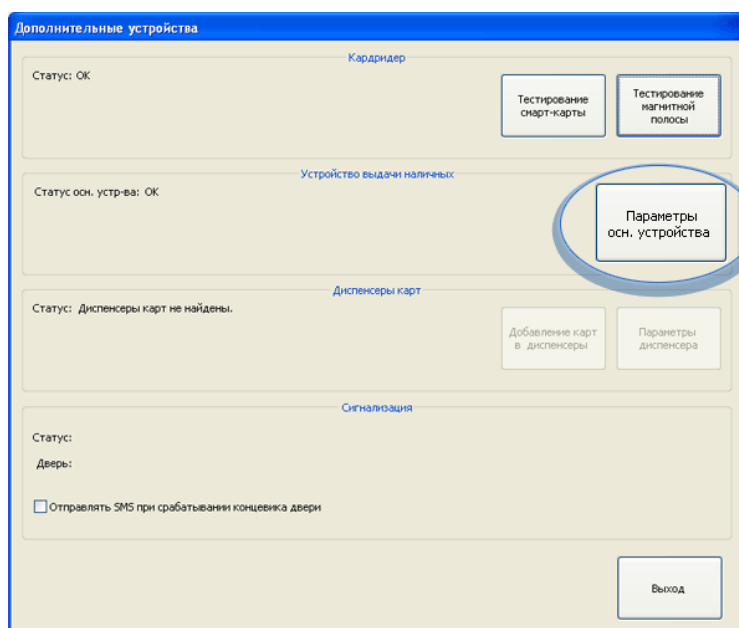 Дополнительные устройства
Кардридер
Статус: ОК
Тестирование
смарт-карты
Тестирование
магнитной
полосы
Устройство выдачи наличных
Статус осн. устр-ва: ОК
Параметры
осн. устройства
Диспенсеры карт
Статус: Диспенсеры карт не найдены.
Добавление карт
в диспенсеры
Параметры
диспенсера
Сигнализация
Статус:
Дверь:
Отправлять SMS при срабатывании концевика двери
Выход